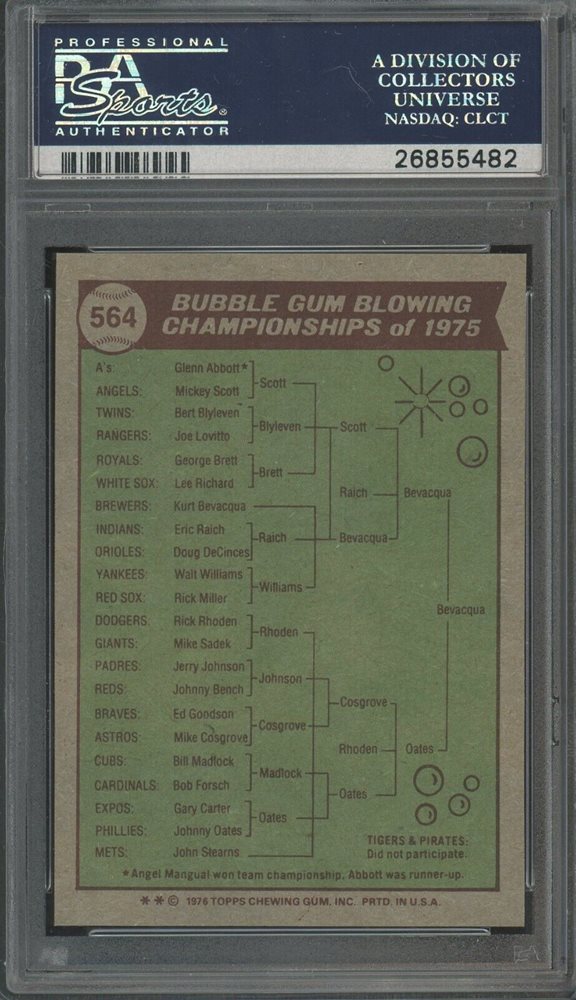 PROFESSIONAL
PSA
Sports®
AUTHENTICATOR
A DIVISION OF
COLLECTORS
UNIVERSE
NASDAQ: CLCT
26855482
564
BUBBLE GUM BLOWING
CHAMPIONSHIPS of 1975
A's: Glenn Abbott*
ANGELS: Mickey Scott
Scott
TWINS: Bert Blyleven
RANGERS: Joe Lovitto
Blyleven
ROYALS: George Brett
WHITE SOX: Lee Richard
Brett
BREWERS: Kurt Bevacqua
INDIANS: Eric Raich
ORIOLES: Doug DeCinces
Raich
YANKEES: Walt Williams
RED SOX: Rick Miller
Williams
DODGERS: Rick Rhoden
GIANTS: Mike Sadek
Rhoden
PADRES: Jerry Johnson
REDS: Johnny Bench
Johnson
BRAVES: Ed Goodson
ASTROS: Mike Cosgrove
Cosgrove
CUBS: Bill Madlock
CARDINALS: Bob Forsch
Madlock
EXPOS: Gary Carter
PHILLIES: Johnny Oates
Oates
METS: John Stearns
Scott
Raich
Bevacqua
Bevacqua
Cosgrove
Rhoden
Oates
Oates
Bevacqua
TIGERS & PIRATES:
Did not participate.
*Angel Mangual won team championship. Abbott was runner-up.
* * © 1976 TOPPS CHEWING GUM, INC. PRTD. IN U.S.A.